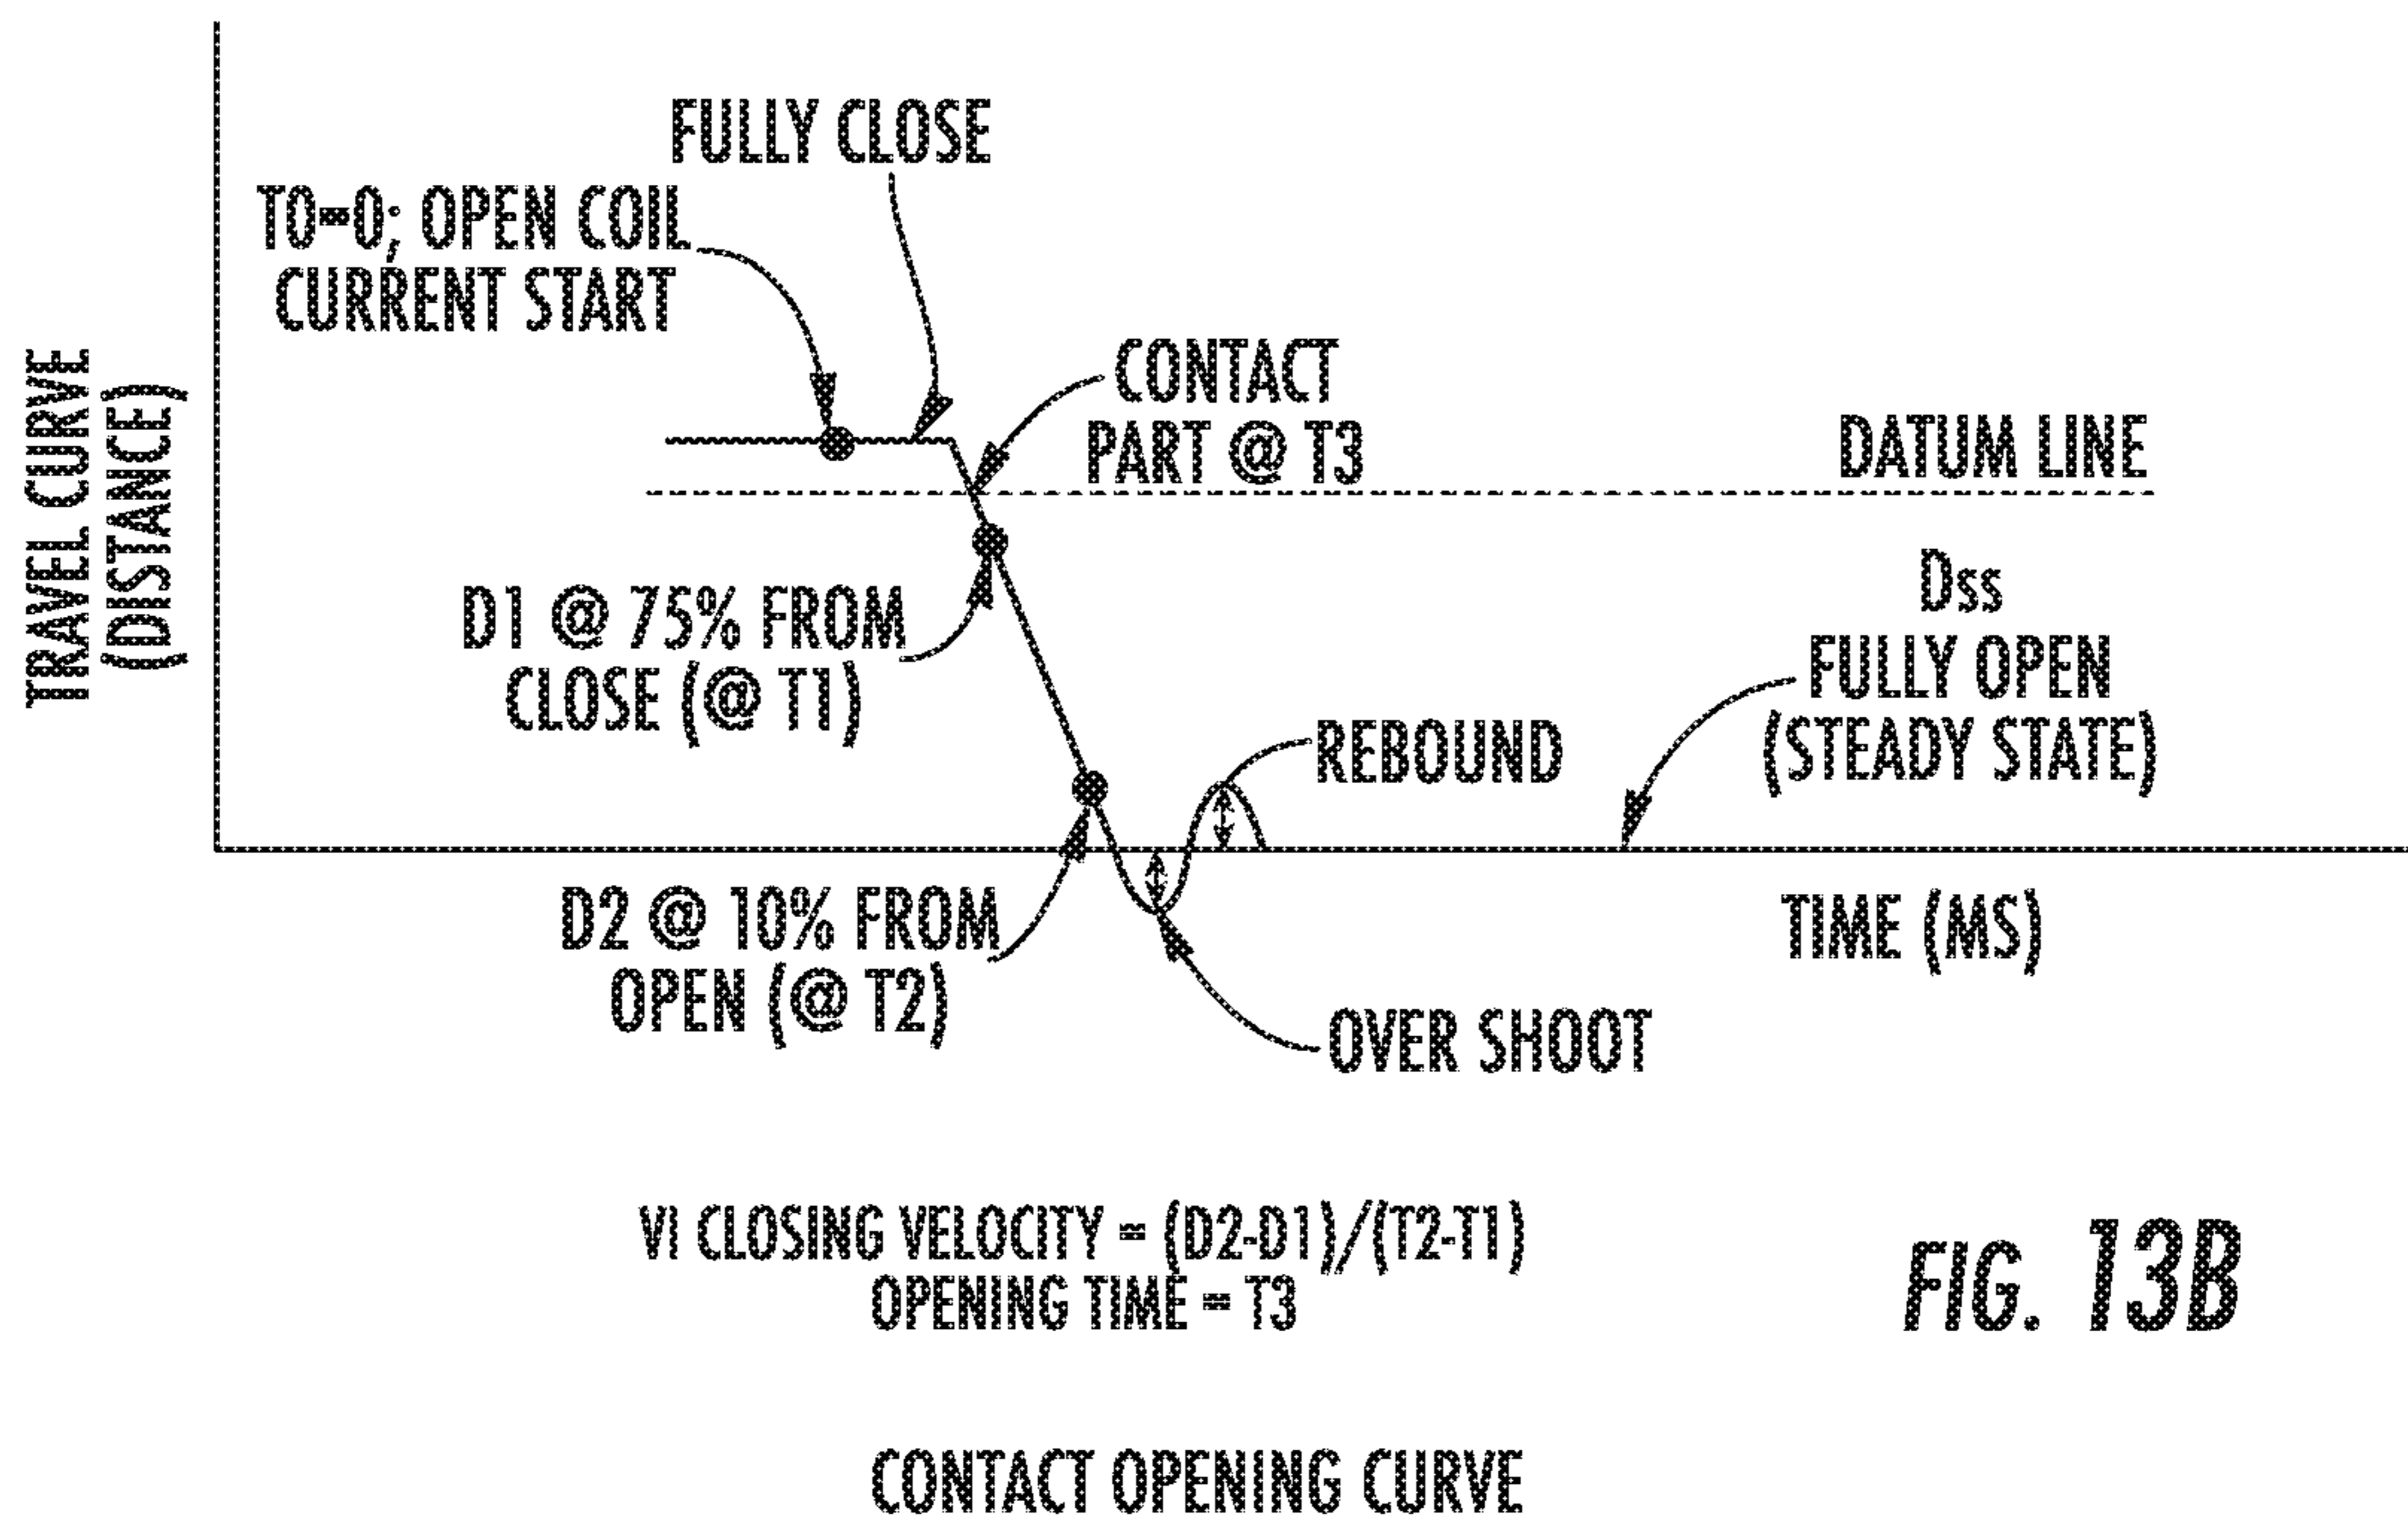 FULLY CLOSE
T0=0; OPEN COIL
CURRENT START
CONTACT
PART @ T3
DATUM LINE
TRAVEL CURVE
(DISTANCE)
D1 @ 75% FROM
CLOSE (@ T1)
Dss
FULLY OPEN
(STEADY STATE)
REBOUND
D2 @ 10% FROM
OPEN (@ T2)
TIME (MS)
OVER SHOOT
VI CLOSING VELOCITY = (D2-D1)/(T2-T1)
OPENING TIME = T3
FIG. 13B
CONTACT OPENING CURVE